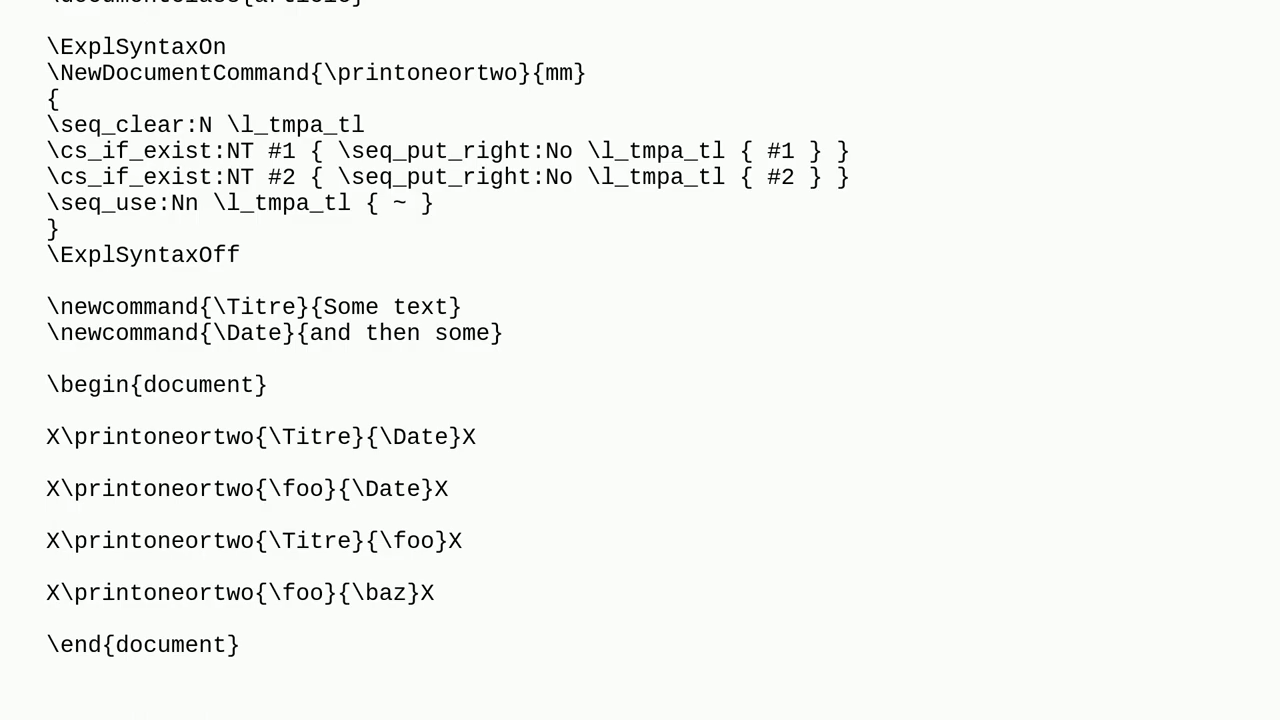 \documentclass{article}
\ExplSyntaxOn
\NewDocumentCommand{\printoneortwo}{mm}
{
\seq_clear:N \l_tmpa_tl
\cs_if_exist:NT #1 { \seq_put_right:No \l_tmpa_tl { #1 } }
\cs_if_exist:NT #2 { \seq_put_right:No \l_tmpa_tl { #2 } }
\seq_use:Nn \l_tmpa_tl { ~ }
}
\ExplSyntaxOff
\newcommand{\Titre}{Some text}
\newcommand{\Date}{and then some}
\begin{document}
X\printoneortwo{\Titre}{\Date}X
X\printoneortwo{\foo}{\Date}X
X\printoneortwo{\Titre}{\foo}X
X\printoneortwo{\foo}{\baz}X
\end{document}